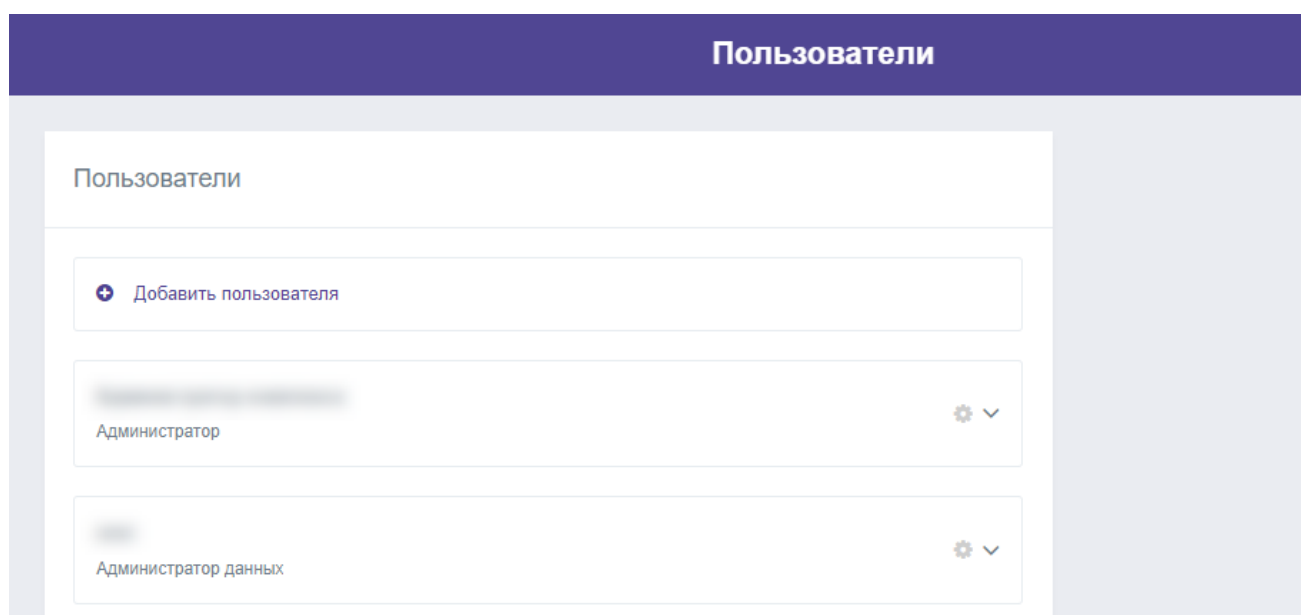 Пользователи
Пользователи
Добавить пользователя
Администратор
Администратор данных